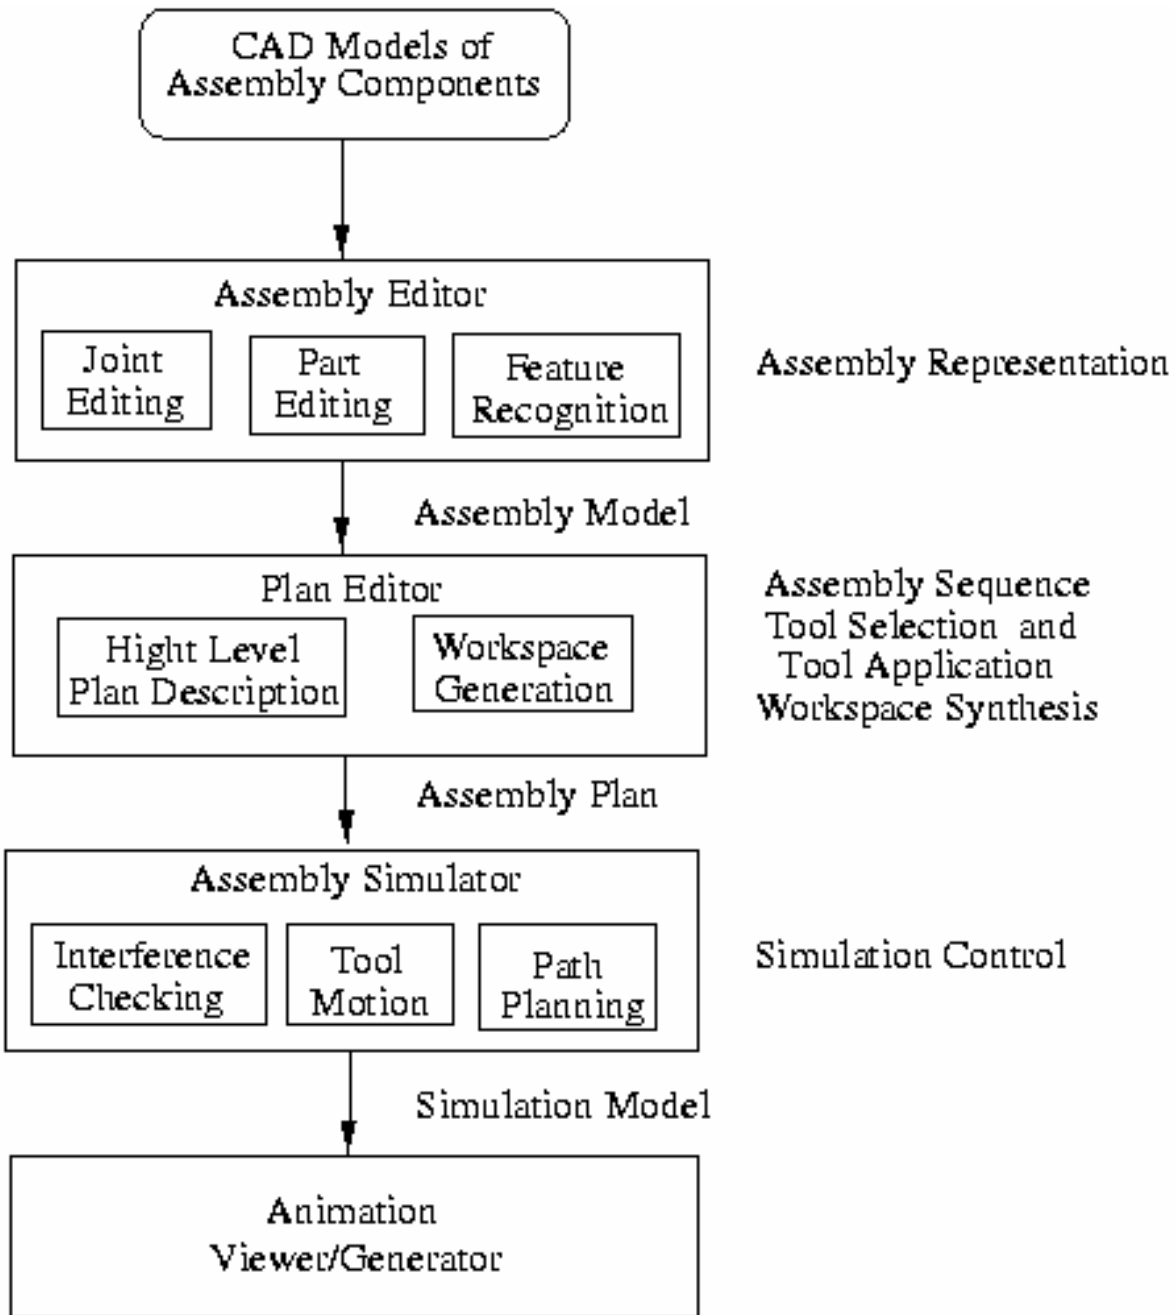 CAD Models of
Assembly Components
Assembly Editor
Joint
Editing
Part
Editing
Feature
Recognition
Assembly Representation
Assembly Model
Plan Editor
Hight Level
Plan Description
Workspace
Generation
Assembly Sequence
Tool Selection and
Tool Application
Workspace Synthesis
Assembly Plan
Assembly Simulator
Interference
Checking
Tool
Motion
Path
Planning
Simulation Control
Simulation Model
Animation
Viewer/Generator